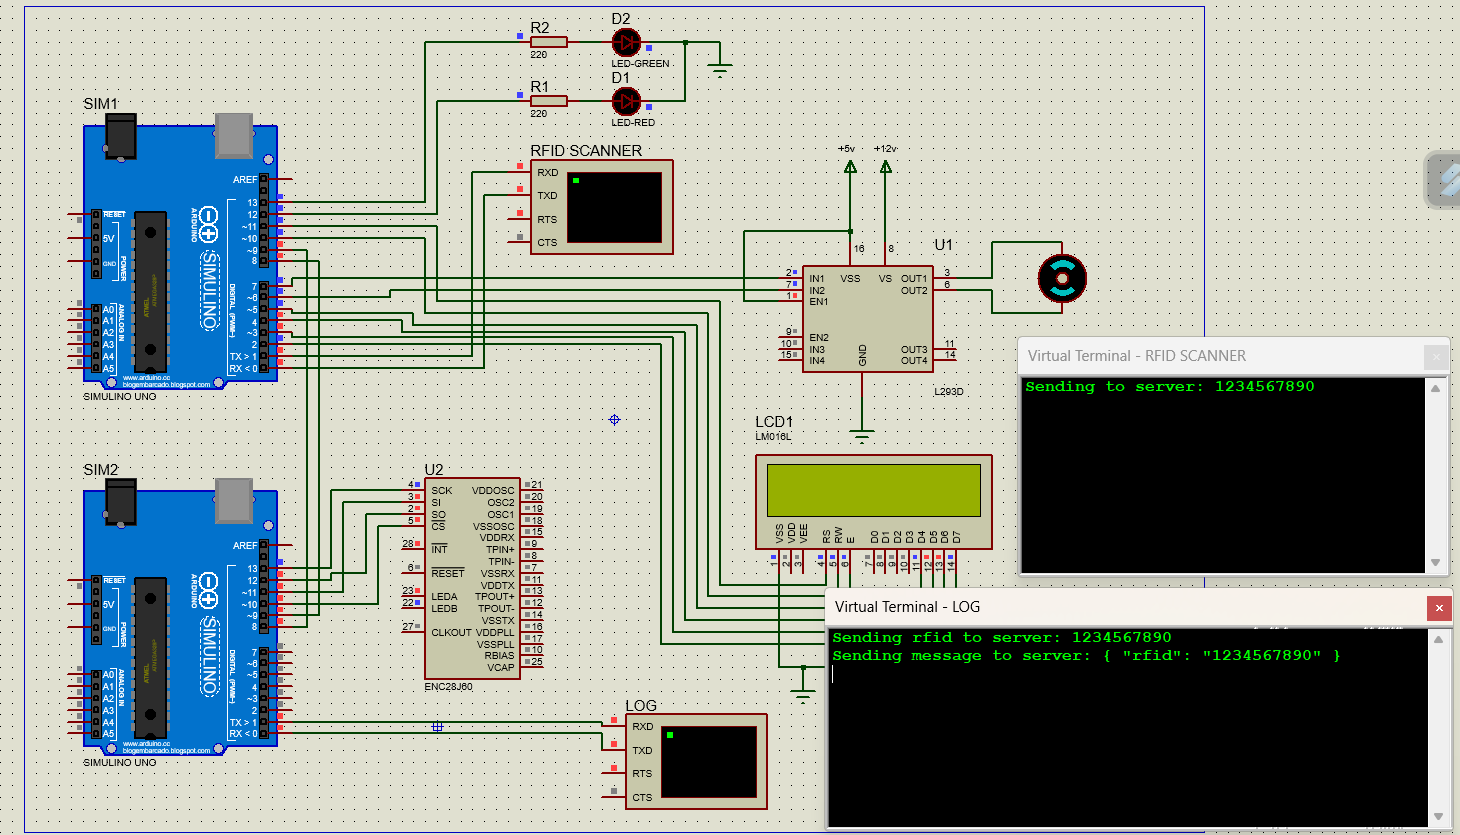 D2
R2
220
LED-GREEN
D1
R1
220
LED-RED
SIM1
RFID SCANNER
RXD
TXD
RTS
CTS
+5v
+12v
AREF
13
12
~11
~10
~9
8
7
~6
~5
4
~3
2
TX > 1
RX < 0
RESET
5V
GND
POWER
A0
A1
A2
A3
A4
A5
ANALOG IN
ARDUINO
SIMULINO
DIGITAL (PWM~)
ATMEL
www.arduino.cc
blogembarcado.blogspot.com
SIMULINO UNO
U1
16
8
2
7
1
9
10
15
IN1
IN2
EN1
EN2
IN3
IN4
VSS
VS
GND
OUT1
OUT2
OUT3
OUT4
3
6
11
14
L293D
Virtual Terminal - RFID SCANNER
Sending to server: 1234567890
LCD1
LM016L
VSS
VDD
VEE
RS
RW
E
D0
D1
D2
D3
D4
D5
D6
D7
1
2
3
4
5
6
7
8
9
10
11
12
13
14
SIM2
AREF
13
12
~11
~10
~9
8
7
~6
~5
4
~3
2
TX > 1
RX < 0
RESET
5V
GND
POWER
A0
A1
A2
A3
A4
A5
ANALOG IN
ARDUINO
SIMULINO
DIGITAL (PWM~)
ATMEL
www.arduino.cc
blogembarcado.blogspot.com
SIMULINO UNO
U2
4 SCK
3 SI
2 SO
5 CS
28 INT
6 RESET
23 LEDA
22 LEDB
27 CLKOUT
VDDOSC 21
OSC2 20
OSC1 19
VSSOSC 18
VDDRX 15
TPIN+ 9
TPIN- 8
VSSRX 7
VDDTX 11
TPOUT+ 13
TPOUT- 12
VSSTX 14
VDDPLL 16
VSSPLL 17
RBIAS 10
VCAP 25
ENC28J60
LOG
RXD
TXD
RTS
CTS
Virtual Terminal - LOG
Sending rfid to server: 1234567890
Sending message to server: { "rfid": "1234567890" }